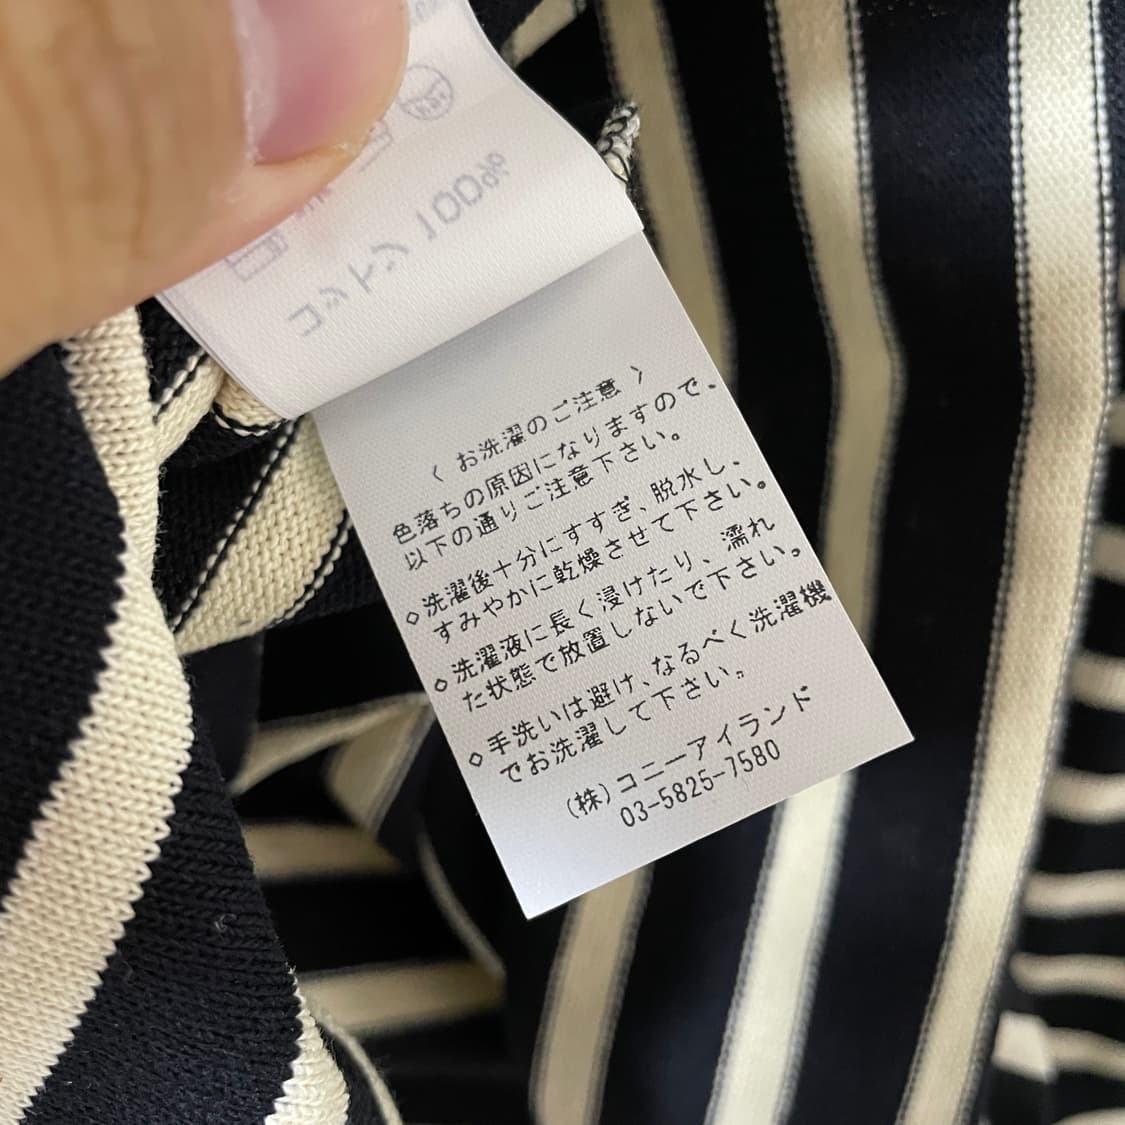 コットン 100%
〈 お洗濯のご注意 〉
色落ちの原因になりますので、
以下の通りご注意下さい。
◇洗濯後十分にすすぎ、脱水し、
すみやかに乾燥させて下さい。
◇洗濯液に長く浸けたり、濡れ
た状態で放置しないで下さい。
◇手洗いは避け、なるべく洗濯機
でお洗濯して下さい。
(株)コニーアイランド
03-5825-7580